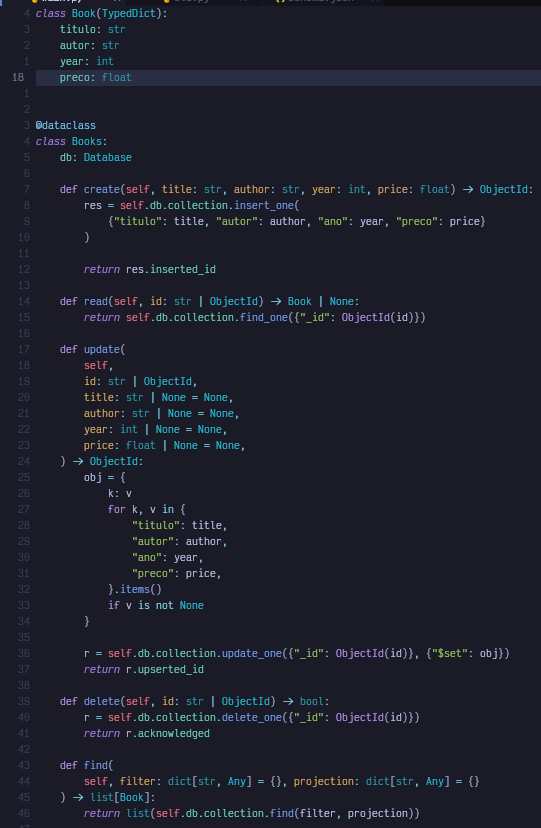 4 class Book(TypedDict):
3     titulo: str
2     autor: str
1     year: int
18     preco: float
1
2
3 @dataclass
4 class Books:
5     db: Database
6
7     def create(self, title: str, author: str, year: int, price: float) -> ObjectId:
8         res = self.db.collection.insert_one(
9             {"titulo": title, "autor": author, "ano": year, "preco": price}
10         )
11
12         return res.inserted_id
13
14     def read(self, id: str | ObjectId) -> Book | None:
15         return self.db.collection.find_one({"_id": ObjectId(id)})
16
17     def update(
18         self,
19         id: str | ObjectId,
20         title: str | None = None,
21         author: str | None = None,
22         year: int | None = None,
23         price: float | None = None,
24     ) -> ObjectId:
25         obj = {
26             k: v
27             for k, v in {
28                 "titulo": title,
29                 "autor": author,
30                 "ano": year,
31                 "preco": price,
32             }.items()
33             if v is not None
34         }
35
36         r = self.db.collection.update_one({"_id": ObjectId(id)}, {"$set": obj})
37         return r.upserted_id
38
39     def delete(self, id: str | ObjectId) -> bool:
40         r = self.db.collection.delete_one({"_id": ObjectId(id)})
41         return r.acknowledged
42
43     def find(
44         self, filter: dict[str, Any] = {}, projection: dict[str, Any] = {}
45     ) -> list[Book]:
46         return list(self.db.collection.find(filter, projection))